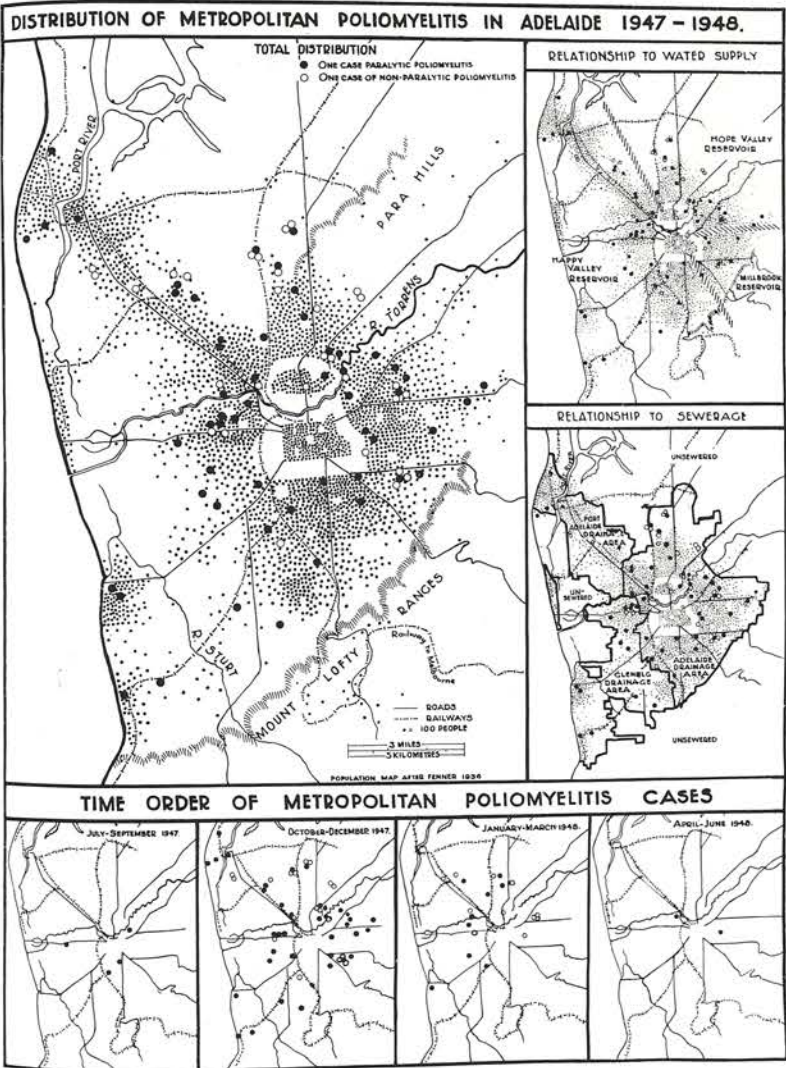 DISTRIBUTION OF METROPOLITAN POLIOMYELITIS IN ADELAIDE 1947 – 1948.
TOTAL DISTRIBUTION
ONE CASE PARALYTIC POLIOMYELITIS
ONE CASE OF NON-PARALYTIC POLIOMYELITIS
PORT RIVER
PARA HILLS
R. TORRENS
R. STURT
MOUNT LOFTY RANGES
Railway to Melbourne
ROADS
RAILWAYS
100 PEOPLE
3 MILES
5 KILOMETRES
POPULATION MAP AFTER FENNER 1936
RELATIONSHIP TO WATER SUPPLY
HOPE VALLEY
RESERVOIR
HAPPY
VALLEY
RESERVOIR
MILLBROOK
RESERVOIR
RELATIONSHIP TO SEWERAGE
UNSEWERED
PORT
ADELAIDE
DRAINAGE
AREA
UN-
SEWERED
ADELAIDE
DRAINAGE
AREA
GLENELG
DRAINAGE
AREA
UNSEWERED
TIME ORDER OF METROPOLITAN POLIOMYELITIS CASES
JULY-SEPTEMBER 1947.
OCTOBER-DECEMBER 1947.
JANUARY-MARCH 1948.
APRIL-JUNE 1948.